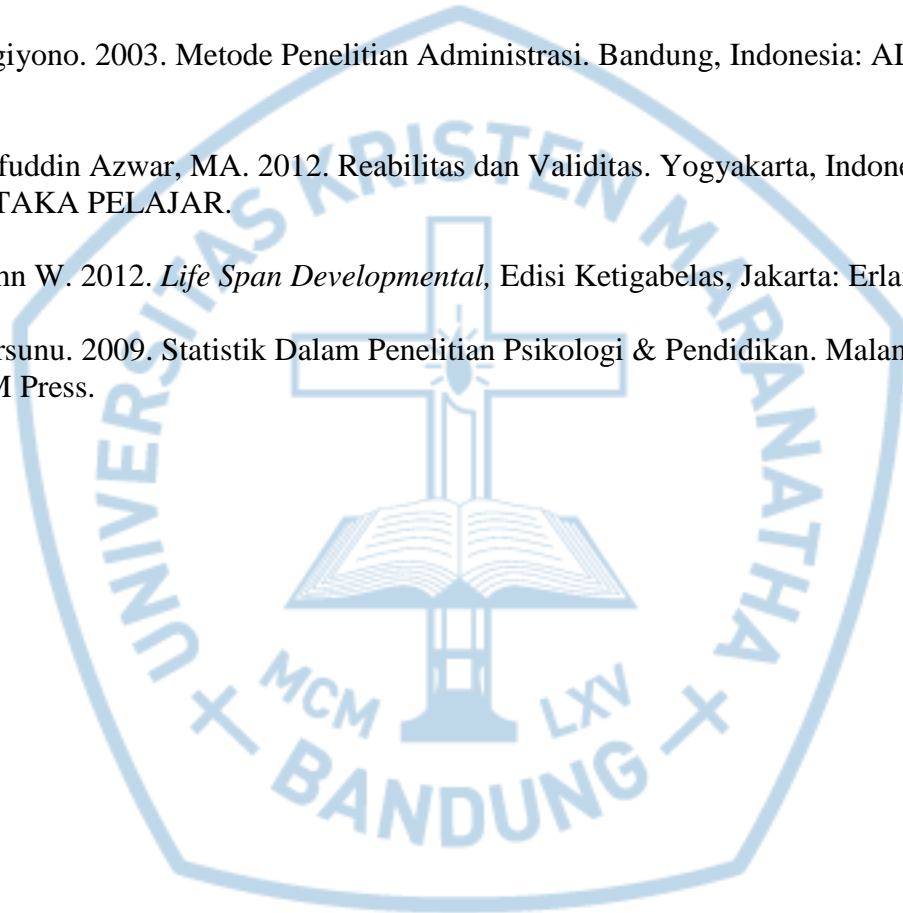 giyono. 2003. Metode Penelitian Administrasi. Bandung, Indonesia: AL
fuddin Azwar, MA. 2012. Reabilitas dan Validitas. Yogyakarta, Indone
TAKA PELAJAR.
nn W. 2012. Life Span Developmental, Edisi Ketigabelas, Jakarta: Erla
rsunu. 2009. Statistik Dalam Penelitian Psikologi & Pendidikan. Malan
M Press.
UNIVERSITAS KRISTEN MARANATHA
MCM LXV
BANDUNG